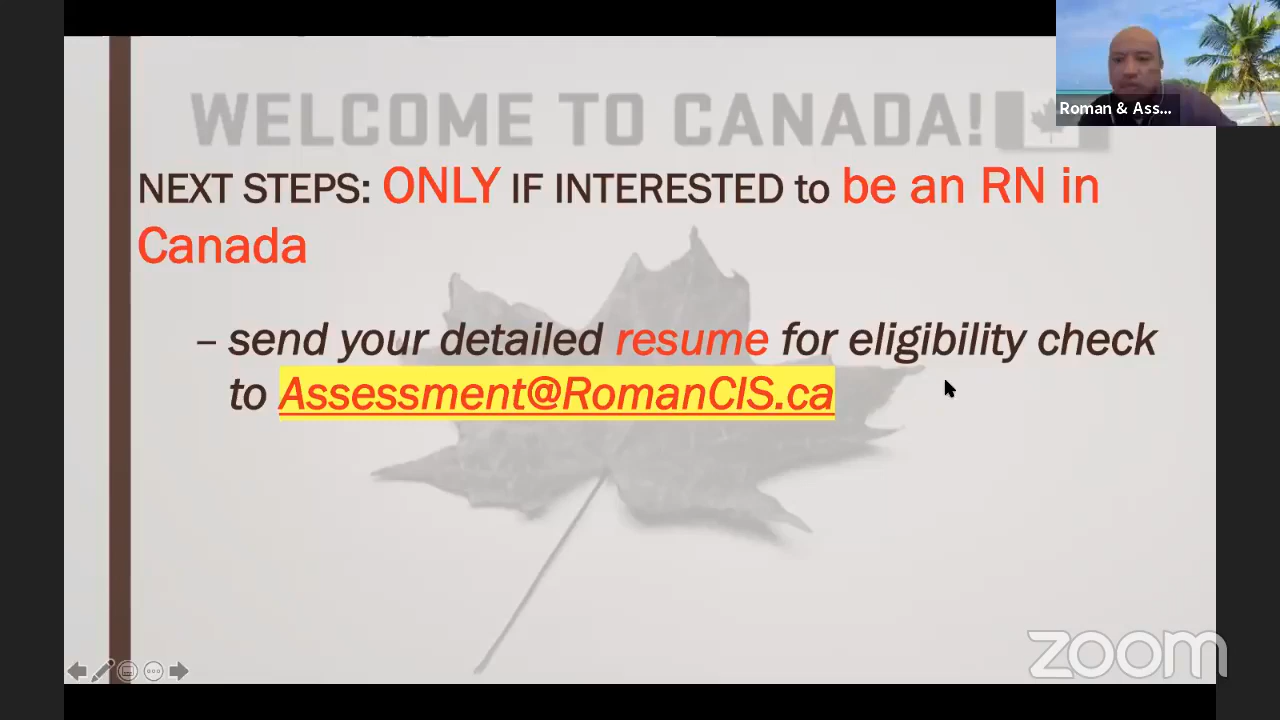 WELCOME TO CANADA!
Roman & Ass...
NEXT STEPS: ONLY IF INTERESTED to be an RN in
Canada
– send your detailed resume for eligibility check
to Assessment@RomanCIS.ca
zoom